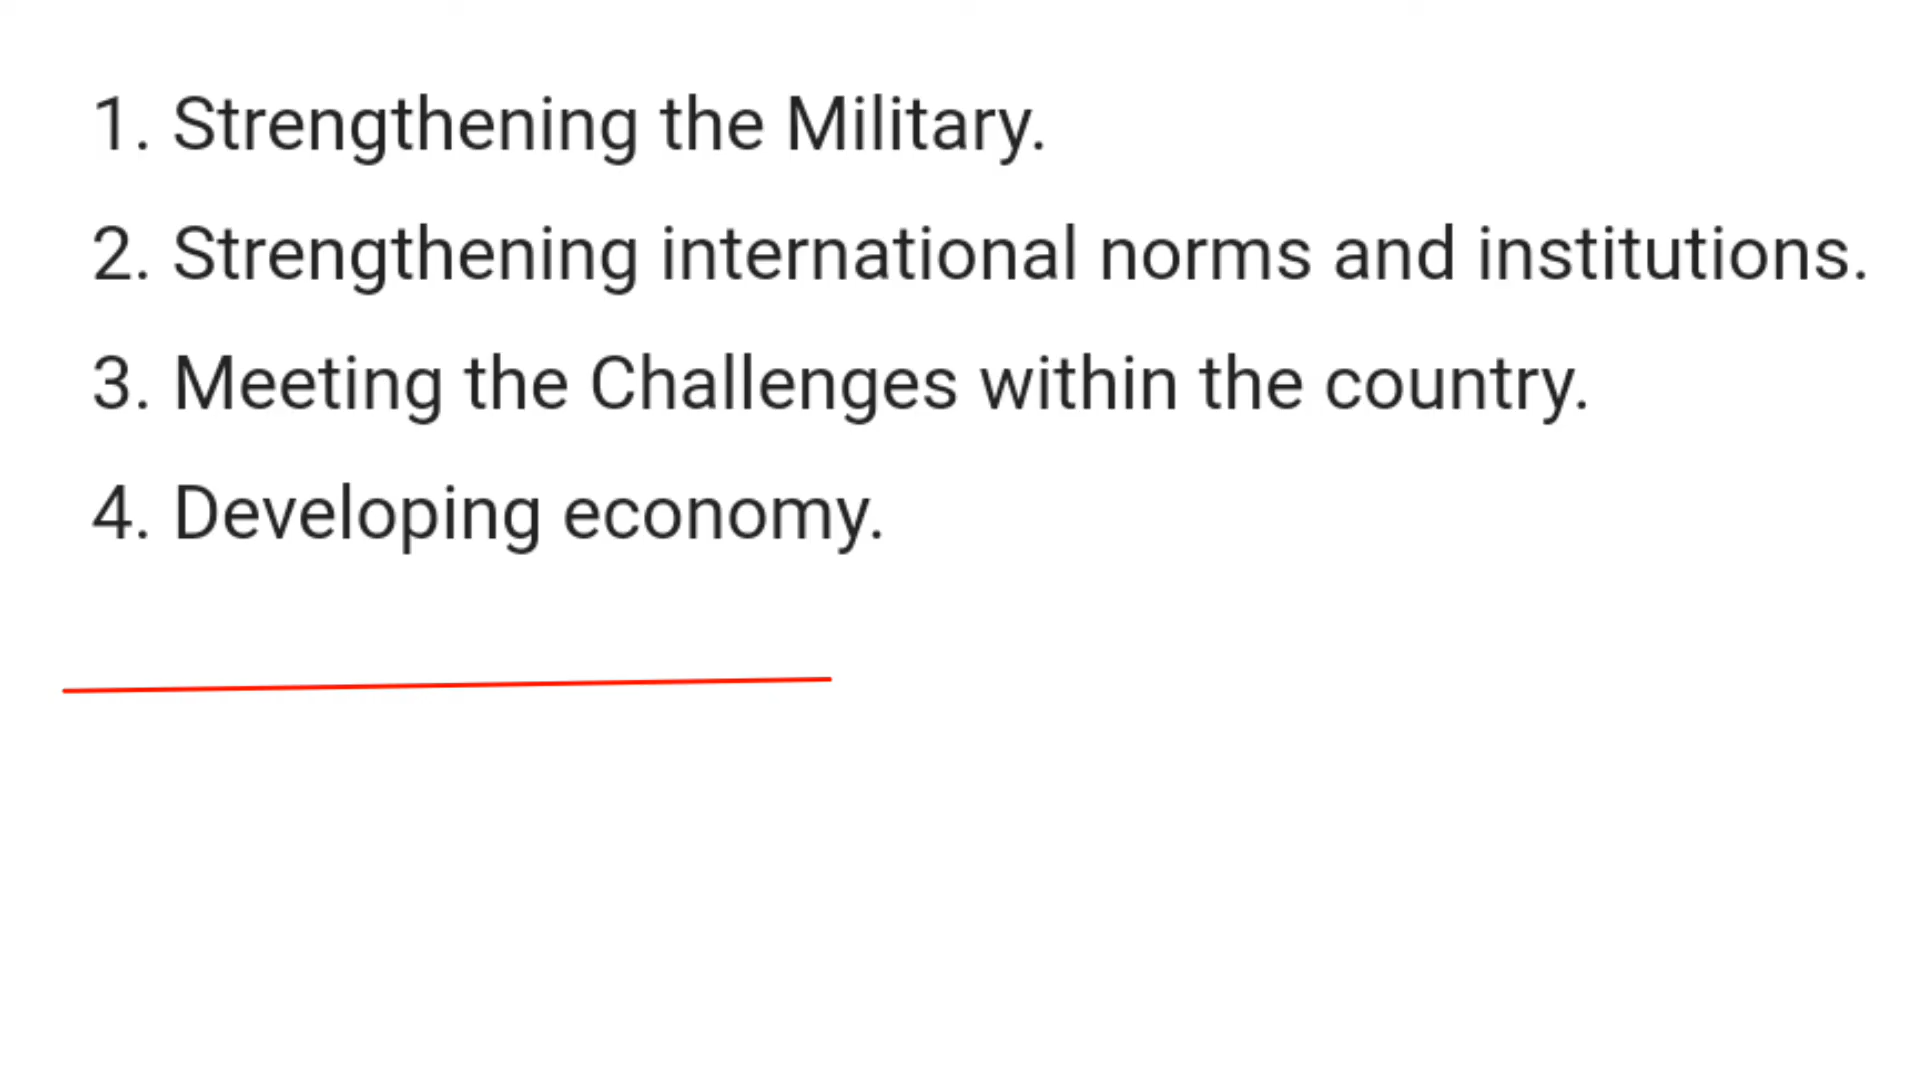 1. Strengthening the Military.
2. Strengthening international norms and institutions.
3. Meeting the Challenges within the country.
4. Developing economy.